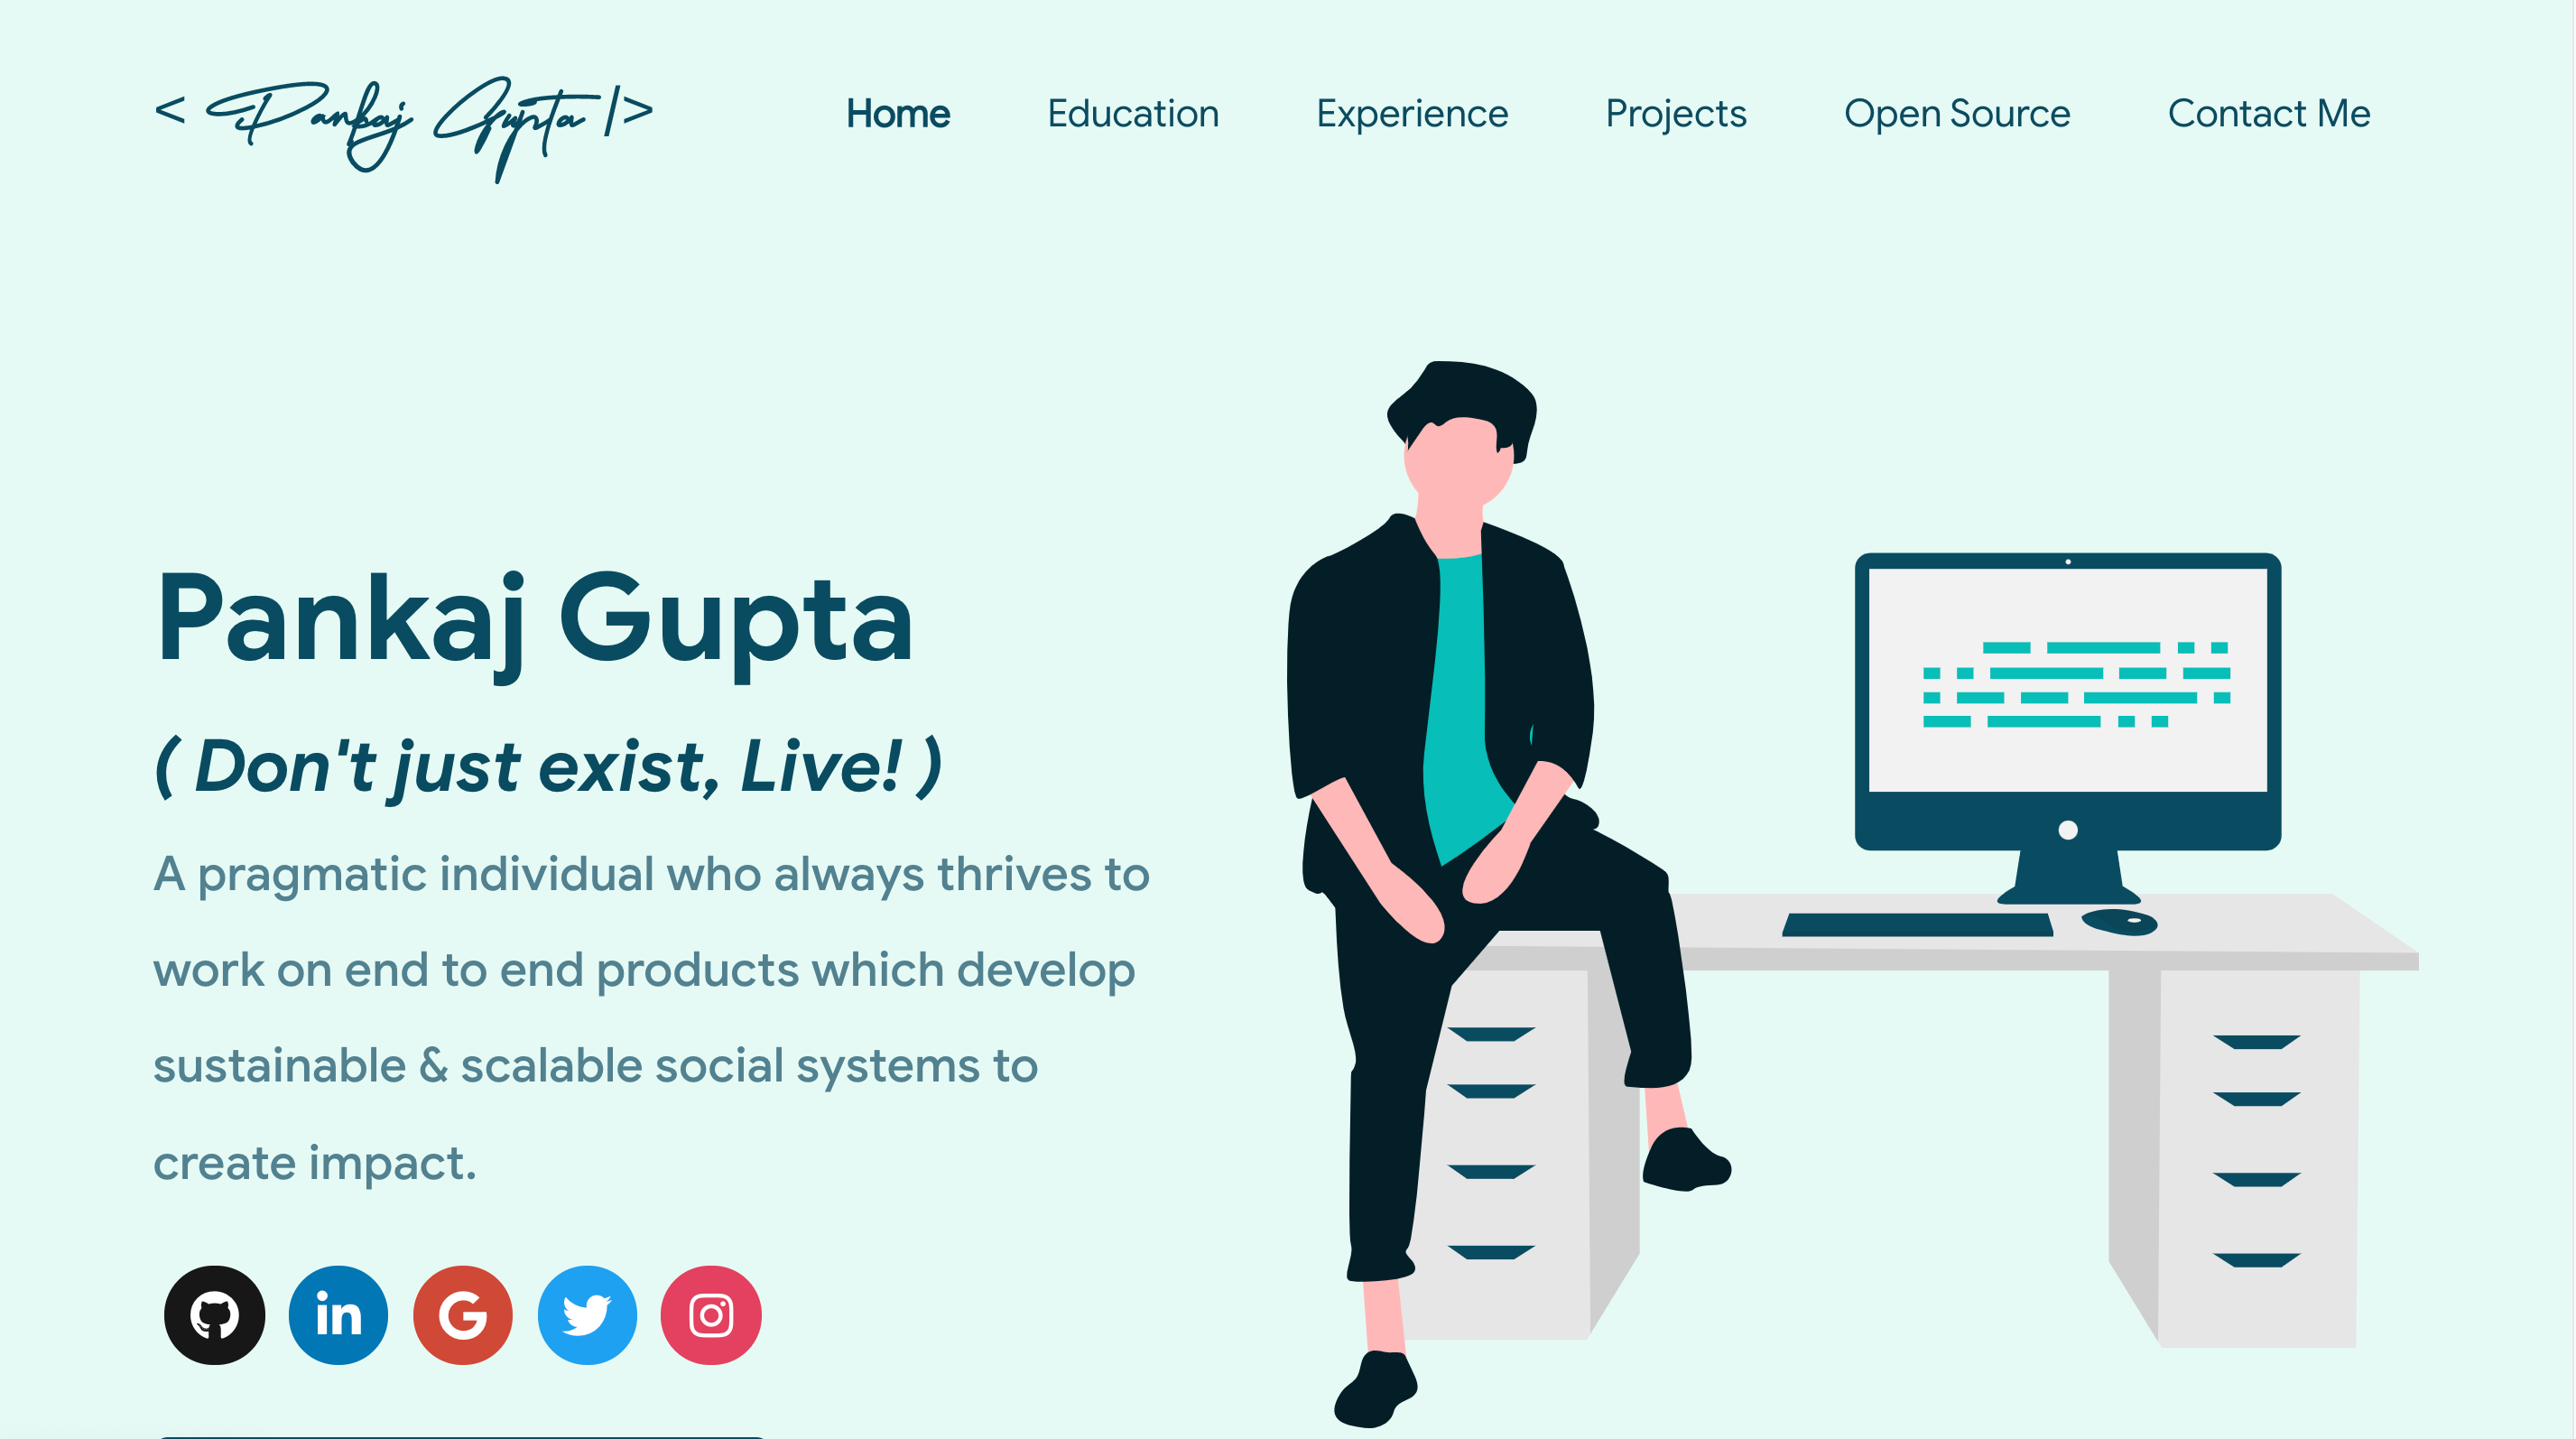 < Pankaj Gupta />
Home Education Experience Projects Open Source Contact Me
Pankaj Gupta
( Don't just exist, Live! )
A pragmatic individual who always thrives to
work on end to end products which develop
sustainable & scalable social systems to
create impact.
in G